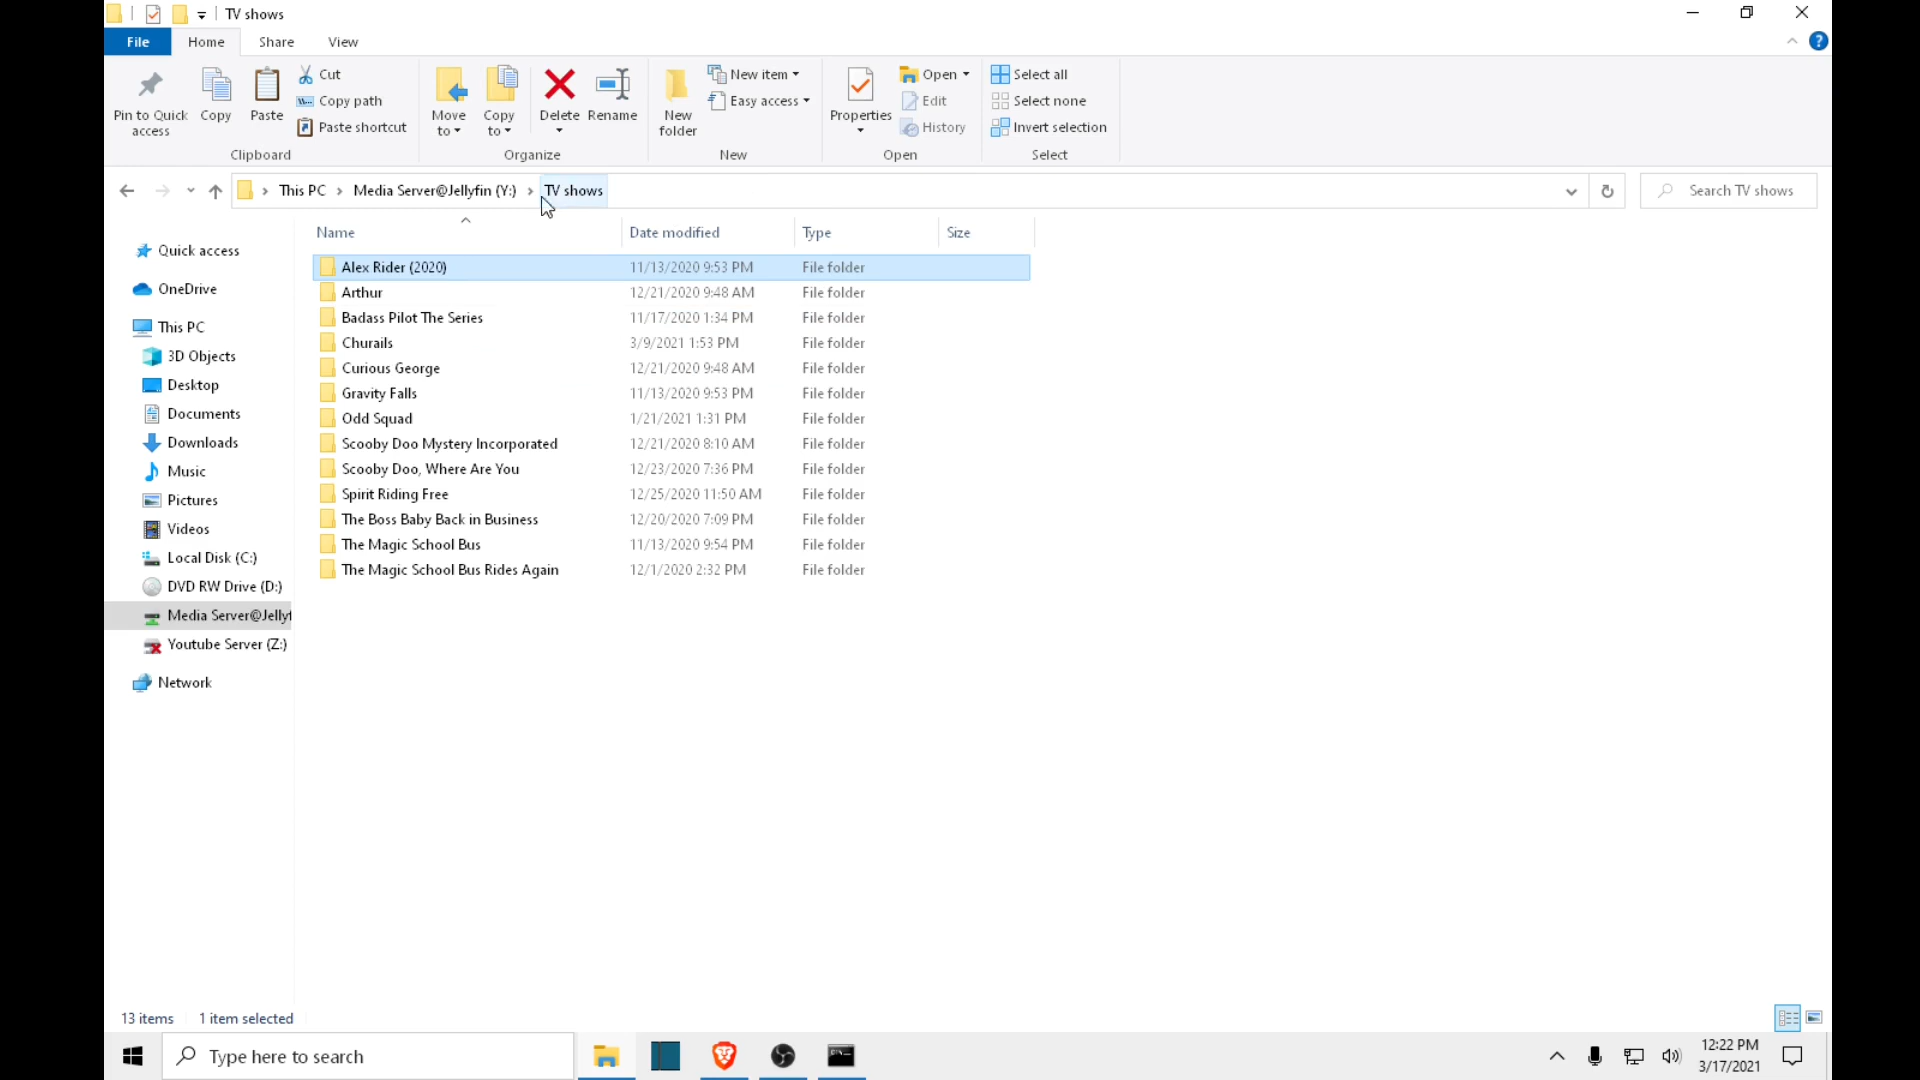 TV shows
File
Home
Share
View
Pin to Quick access
Copy
Paste
Cut
Copy path
Paste shortcut
Clipboard
Move to
Copy to
Delete
Rename
Organize
New folder
New item
Easy access
New
Properties
Open
Edit
History
Open
Select all
Select none
Invert selection
Select
This PC > Media Server@Jellyfin (Y:) > TV shows
Search TV shows
Name
Date modified
Type
Size
Quick access
OneDrive
This PC
3D Objects
Desktop
Documents
Downloads
Music
Pictures
Videos
Local Disk (C:)
DVD RW Drive (D:)
Media Server@Jellyf
Youtube Server (Z:)
Network
Alex Rider (2020) 11/13/2020 9:53 PM File folder
Arthur 12/21/2020 9:48 AM File folder
Badass Pilot The Series 11/17/2020 1:34 PM File folder
Churails 3/9/2021 1:53 PM File folder
Curious George 12/21/2020 9:48 AM File folder
Gravity Falls 11/13/2020 9:53 PM File folder
Odd Squad 1/21/2021 1:31 PM File folder
Scooby Doo Mystery Incorporated 12/21/2020 8:10 AM File folder
Scooby Doo, Where Are You 12/23/2020 7:36 PM File folder
Spirit Riding Free 12/25/2020 11:50 AM File folder
The Boss Baby Back in Business 12/20/2020 7:09 PM File folder
The Magic School Bus 11/13/2020 9:54 PM File folder
The Magic School Bus Rides Again 12/1/2020 2:32 PM File folder
13 items
1 item selected
Type here to search
12:22 PM
3/17/2021